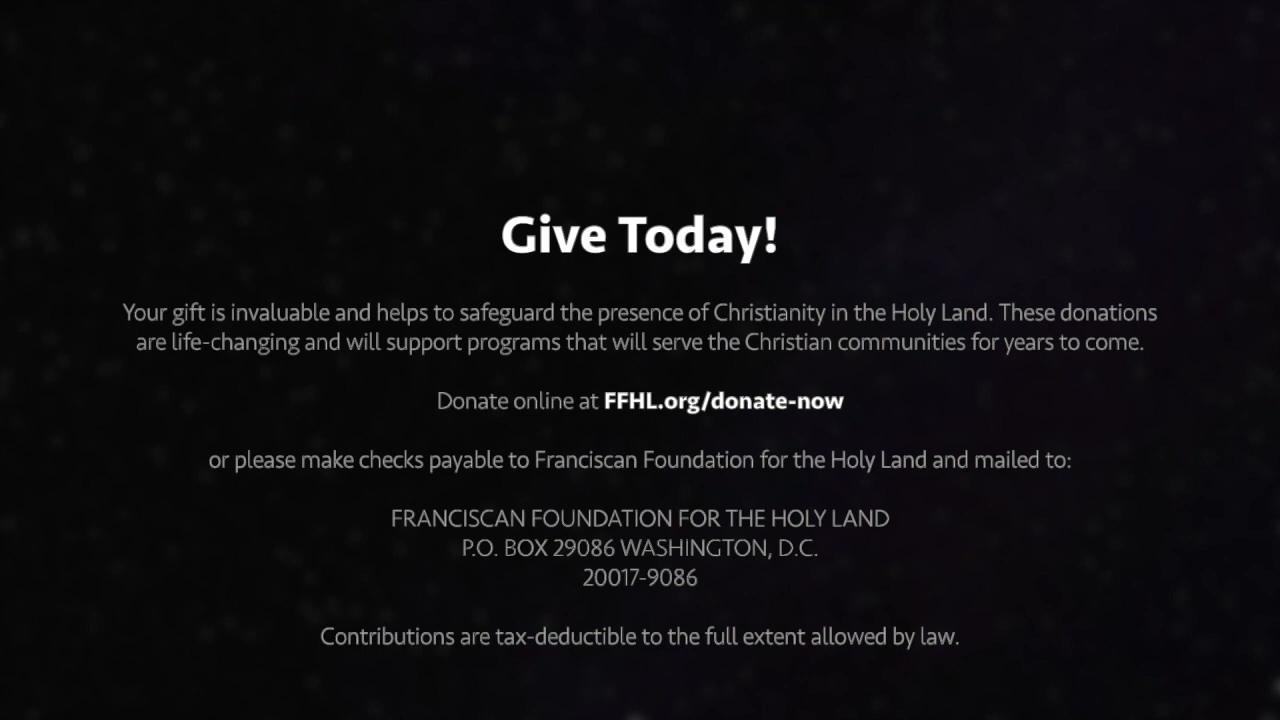 Give Today!
Your gift is invaluable and helps to safeguard the presence of Christianity in the Holy Land. These donations
are life-changing and will support programs that will serve the Christian communities for years to come.
Donate online at FFHL.org/donate-now
or please make checks payable to Franciscan Foundation for the Holy Land and mailed to:
FRANCISCAN FOUNDATION FOR THE HOLY LAND
P.O. BOX 29086 WASHINGTON, D.C.
20017-9086
Contributions are tax-deductible to the full extent allowed by law.